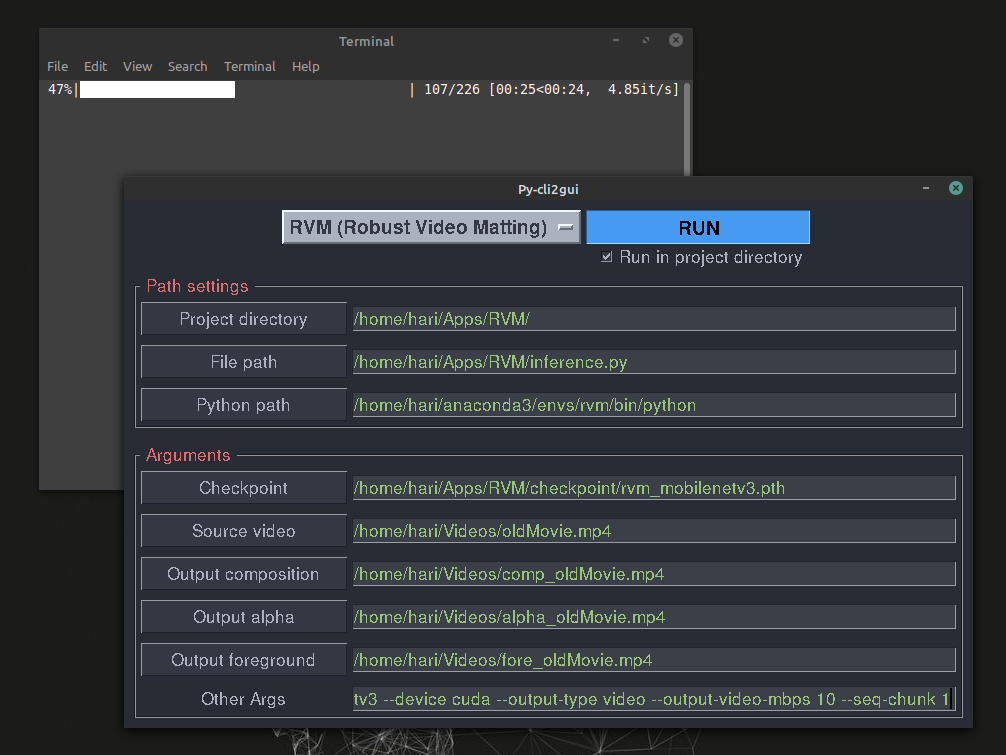 Terminal
File Edit View Search Terminal Help
47%| | 107/226 [00:25<00:24, 4.85it/s]
Py-cli2gui
RVM (Robust Video Matting) RUN
Run in project directory
Path settings
Project directory /home/hari/Apps/RVM/
File path /home/hari/Apps/RVM/inference.py
Python path /home/hari/anaconda3/envs/rvm/bin/python
Arguments
Checkpoint /home/hari/Apps/RVM/checkpoint/rvm_mobilenetv3.pth
Source video /home/hari/Videos/oldMovie.mp4
Output composition /home/hari/Videos/comp_oldMovie.mp4
Output alpha /home/hari/Videos/alpha_oldMovie.mp4
Output foreground /home/hari/Videos/fore_oldMovie.mp4
Other Args tv3 --device cuda --output-type video --output-video-mbps 10 --seq-chunk 1